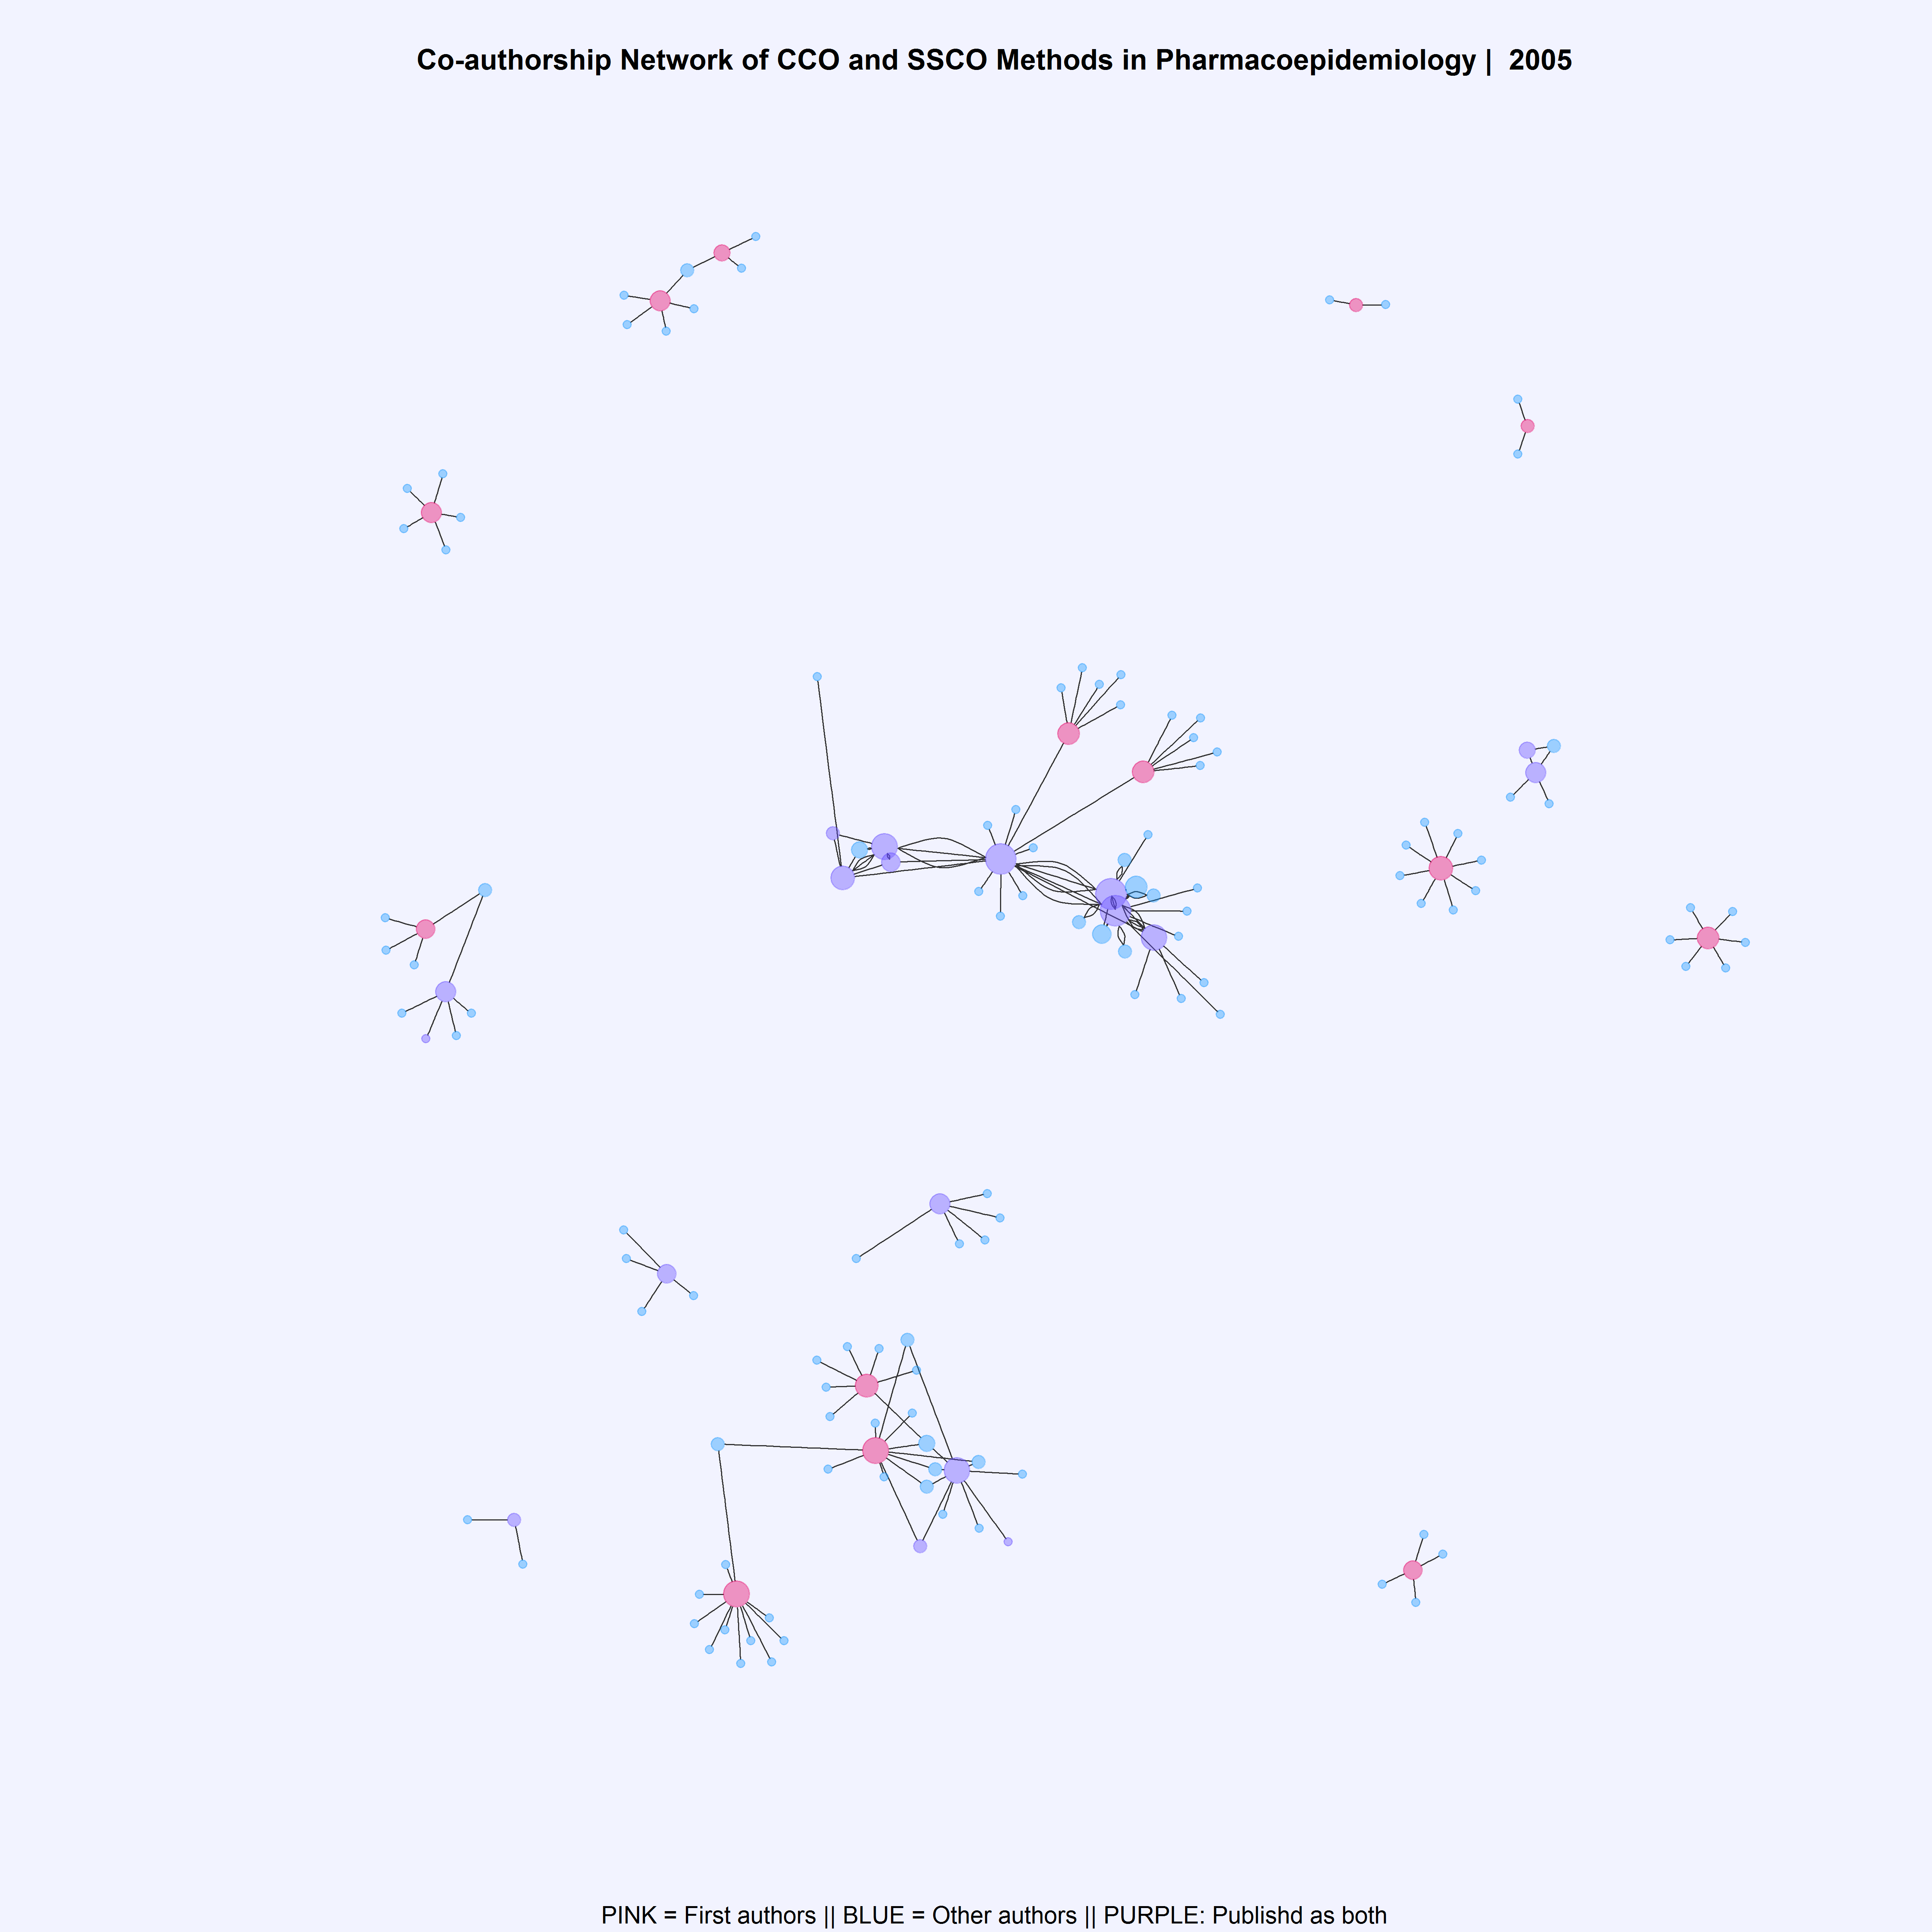 Co-authorship Network of CCO and SSCO Methods in Pharmacoepidemiology |  2005
PINK = First authors || BLUE = Other authors || PURPLE: Publishd as both